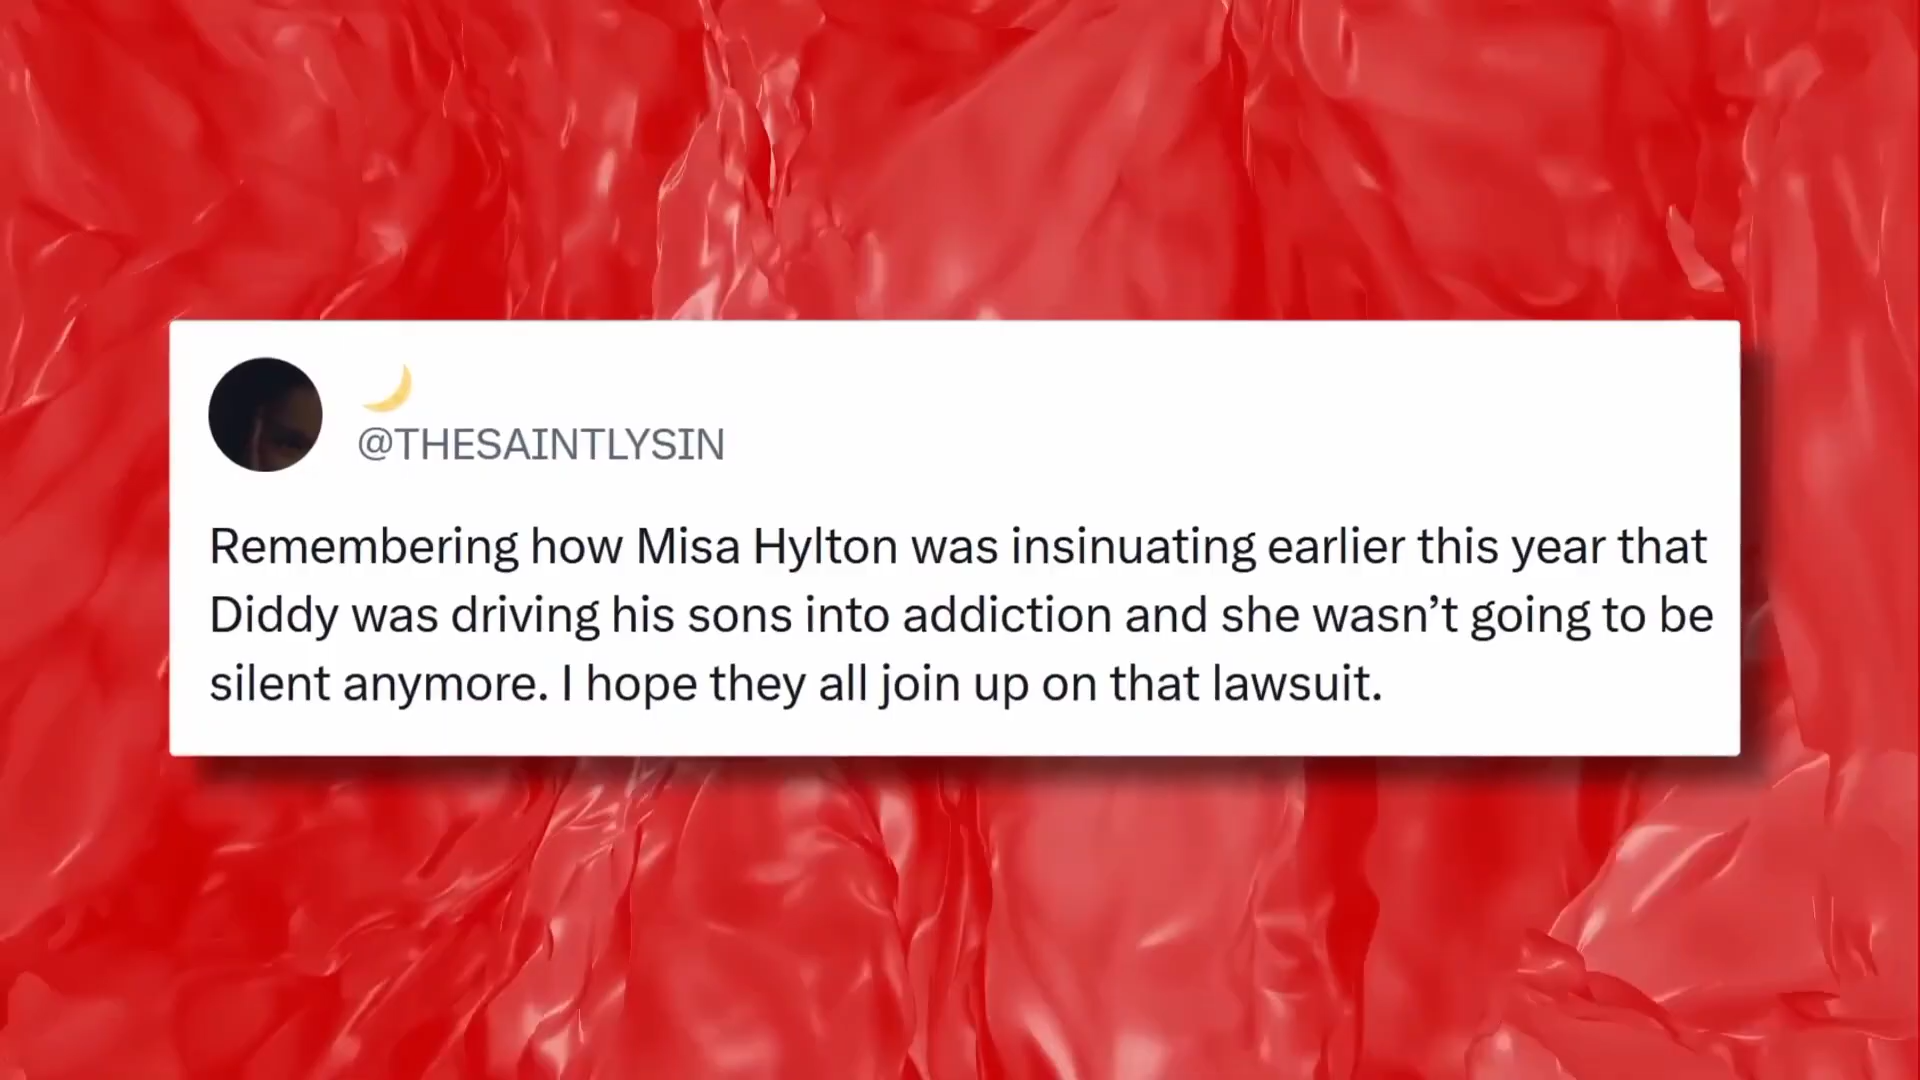 🌙
@THESAINTLYSIN
Remembering how Misa Hylton was insinuating earlier this year that
Diddy was driving his sons into addiction and she wasn’t going to be
silent anymore. I hope they all join up on that lawsuit.